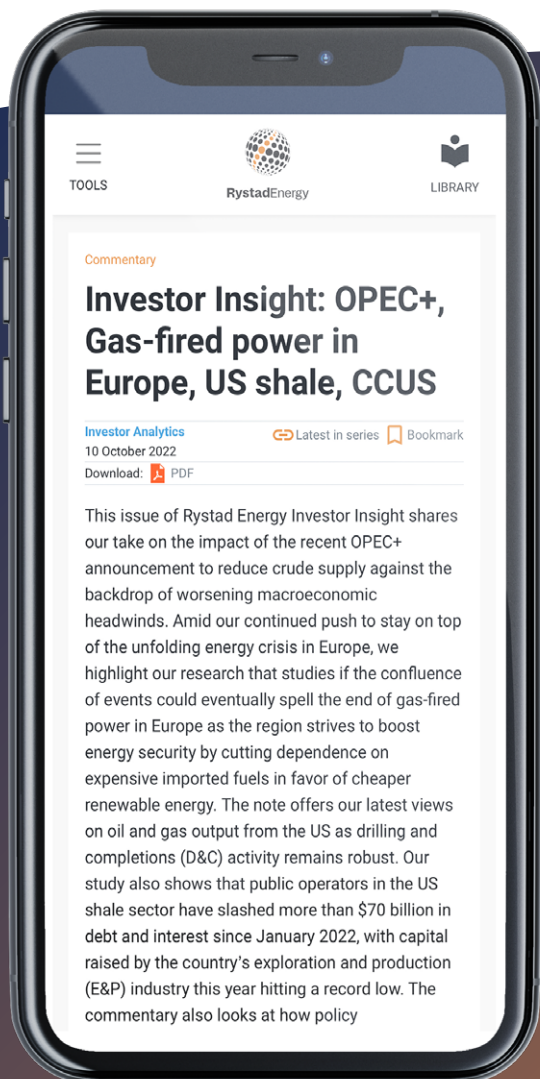 TOOLS
RystadEnergy
LIBRARY
Commentary
Investor Insight: OPEC+,
Gas-fired power in
Europe, US shale, CCUS
Investor Analytics
Latest in series
Bookmark
10 October 2022
Download: PDF
This issue of Rystad Energy Investor Insight shares
our take on the impact of the recent OPEC+
announcement to reduce crude supply against the
backdrop of worsening macroeconomic
headwinds. Amid our continued push to stay on top
of the unfolding energy crisis in Europe, we
highlight our research that studies if the confluence
of events could eventually spell the end of gas-fired
power in Europe as the region strives to boost
energy security by cutting dependence on
expensive imported fuels in favor of cheaper
renewable energy. The note offers our latest views
on oil and gas output from the US as drilling and
completions (D&C) activity remains robust. Our
study also shows that public operators in the US
shale sector have slashed more than $70 billion in
debt and interest since January 2022, with capital
raised by the country's exploration and production
(E&P) industry this year hitting a record low. The
commentary also looks at how policy